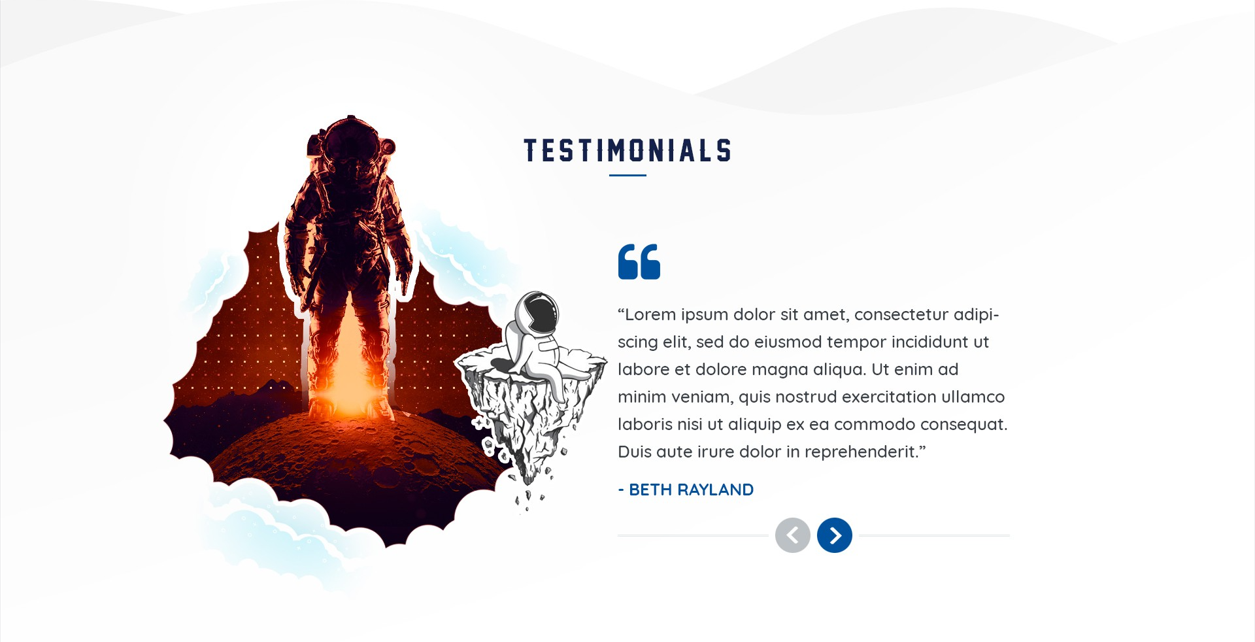 TESTIMONIALS
“Lorem ipsum dolor sit amet, consectetur adipi-
scing elit, sed do eiusmod tempor incididunt ut
labore et dolore magna aliqua. Ut enim ad
minim veniam, quis nostrud exercitation ullamco
laboris nisi ut aliquip ex ea commodo consequat.
Duis aute irure dolor in reprehenderit.”
- BETH RAYLAND